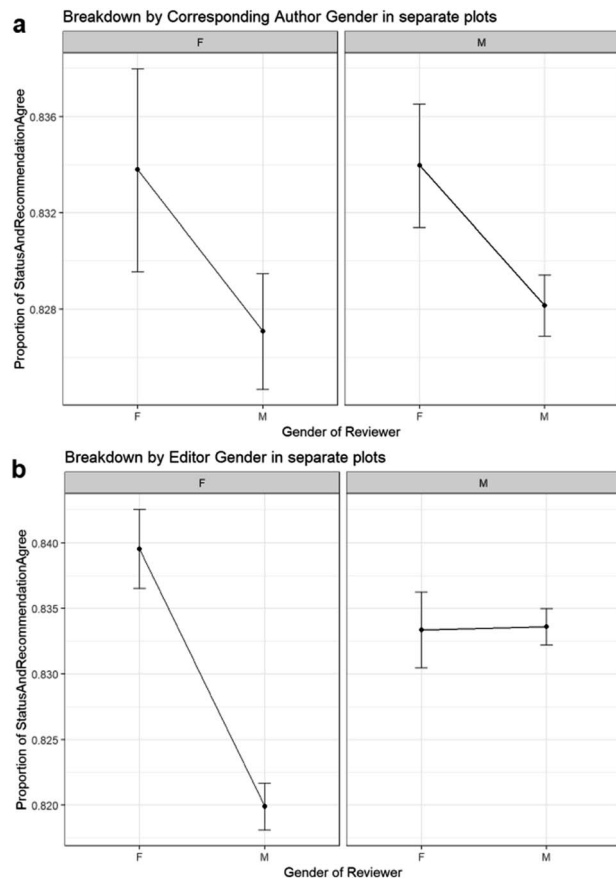 a
Breakdown by Corresponding Author Gender in separate plots
F
M
Proportion of StatusAndRecommendationAgree
0.836
0.832
0.828
F
M
F
M
Gender of Reviewer
b
Breakdown by Editor Gender in separate plots
F
M
Proportion of StatusAndRecommendationAgree
0.840
0.835
0.830
0.825
0.820
F
M
F
M
Gender of Reviewer